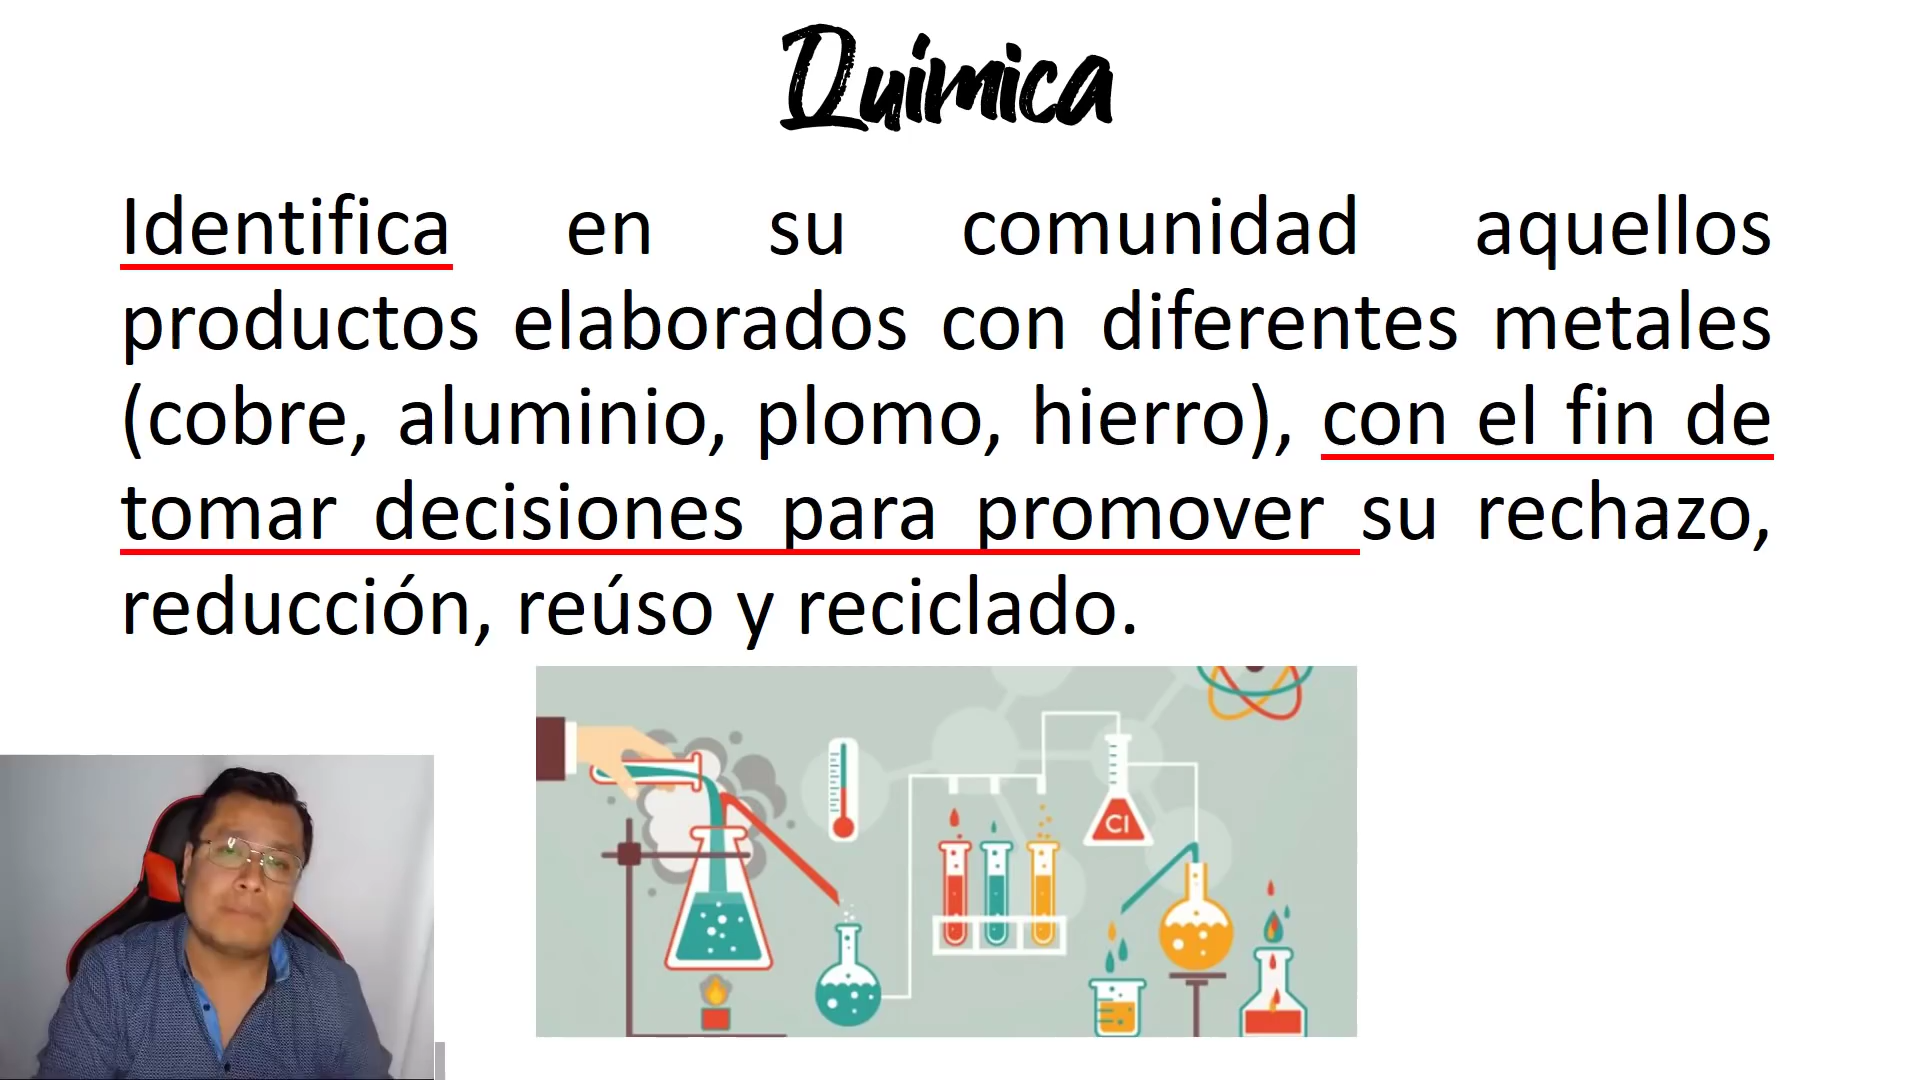 Quimica
Identifica en su comunidad aquellos
productos elaborados con diferentes metales
(cobre, aluminio, plomo, hierro), con el fin de
tomar decisiones para promover su rechazo,
reducción, reúso y reciclado.
Cl